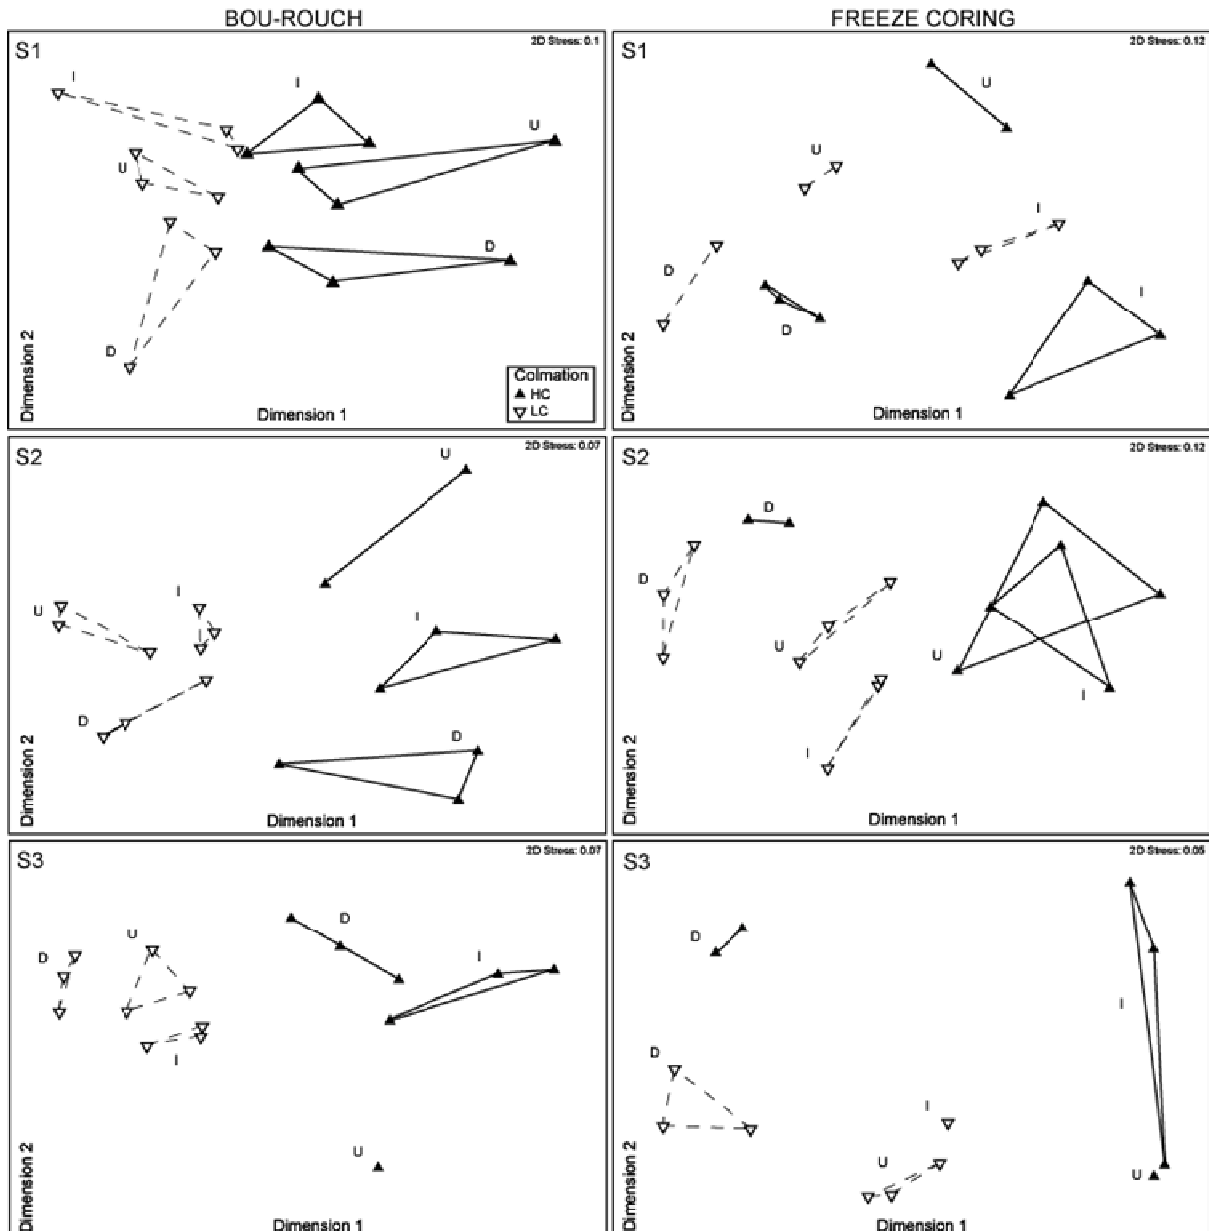 BOU-ROUCH
FREEZE CORING
S1
2D Stress: 0.1
I
I
U
U
D
D
Dimension 2
Dimension 1
Colmation
HC
LC
S1
2D Stress: 0.12
U
U
I
D
D
I
Dimension 2
Dimension 1
S2
2D Stress: 0.07
U
U
I
I
D
D
Dimension 2
Dimension 1
S2
2D Stress: 0.12
D
D
U
U
I
I
Dimension 2
Dimension 1
S3
2D Stress: 0.07
D
U
D
I
I
U
Dimension 2
Dimension 1
S3
2D Stress: 0.05
D
I
D
I
U
U
Dimension 2
Dimension 1